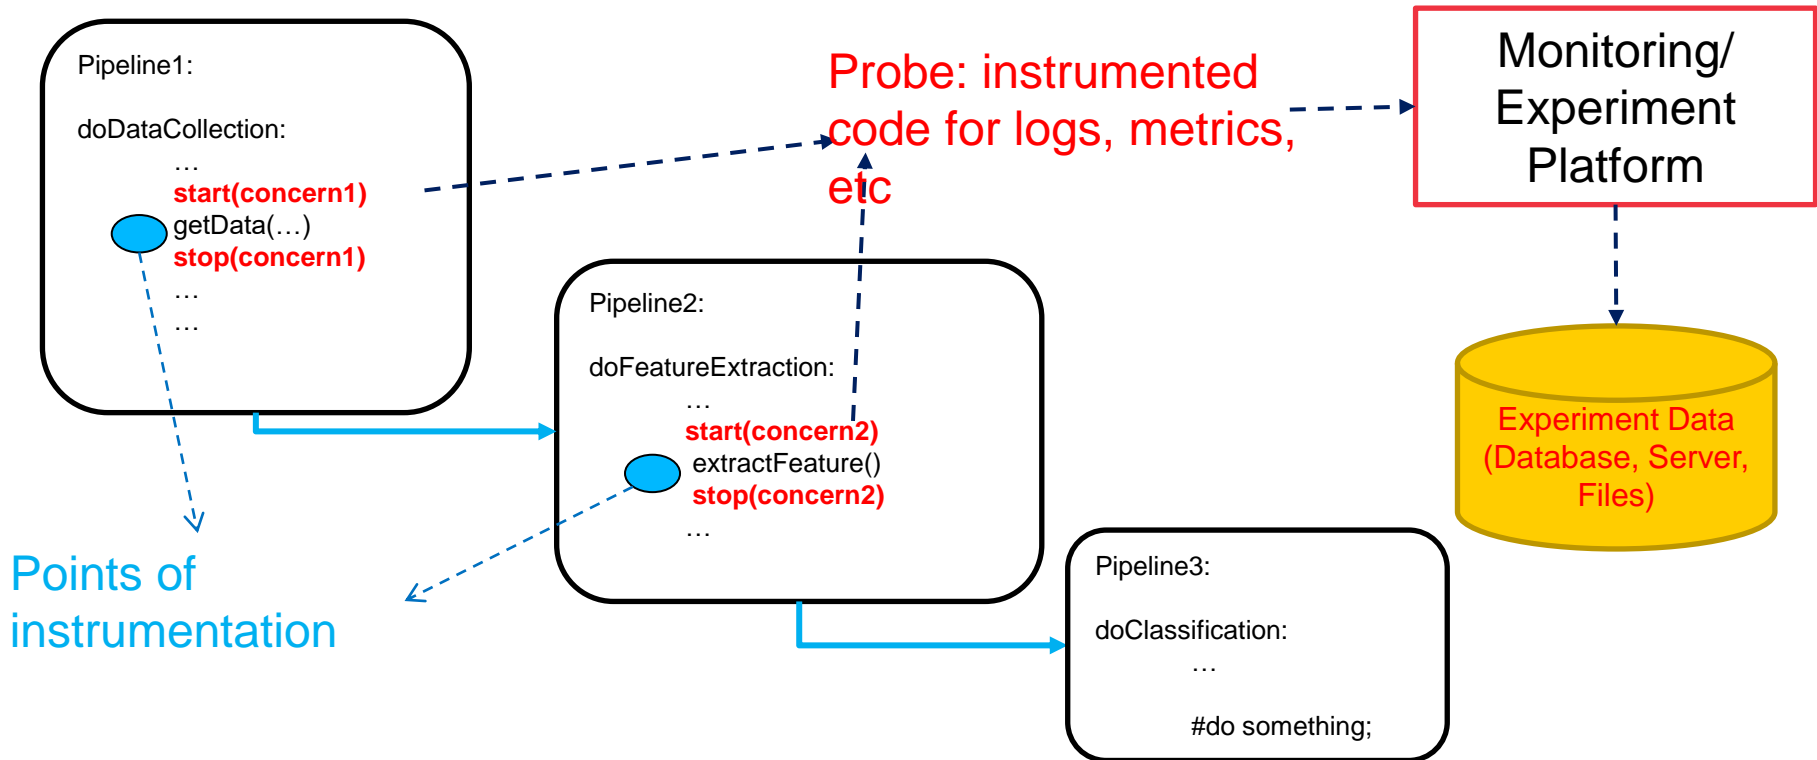 Pipeline1:
doDataCollection:
…
start(concern1)
getData(…)
stop(concern1)
…
…
Probe: instrumented
code for logs, metrics,
etc
Monitoring/
Experiment
Platform
Pipeline2:
doFeatureExtraction:
…
start(concern2)
extractFeature()
stop(concern2)
…
Experiment Data
(Database, Server,
Files)
Points of
instrumentation
Pipeline3:
doClassification:
…
#do something;